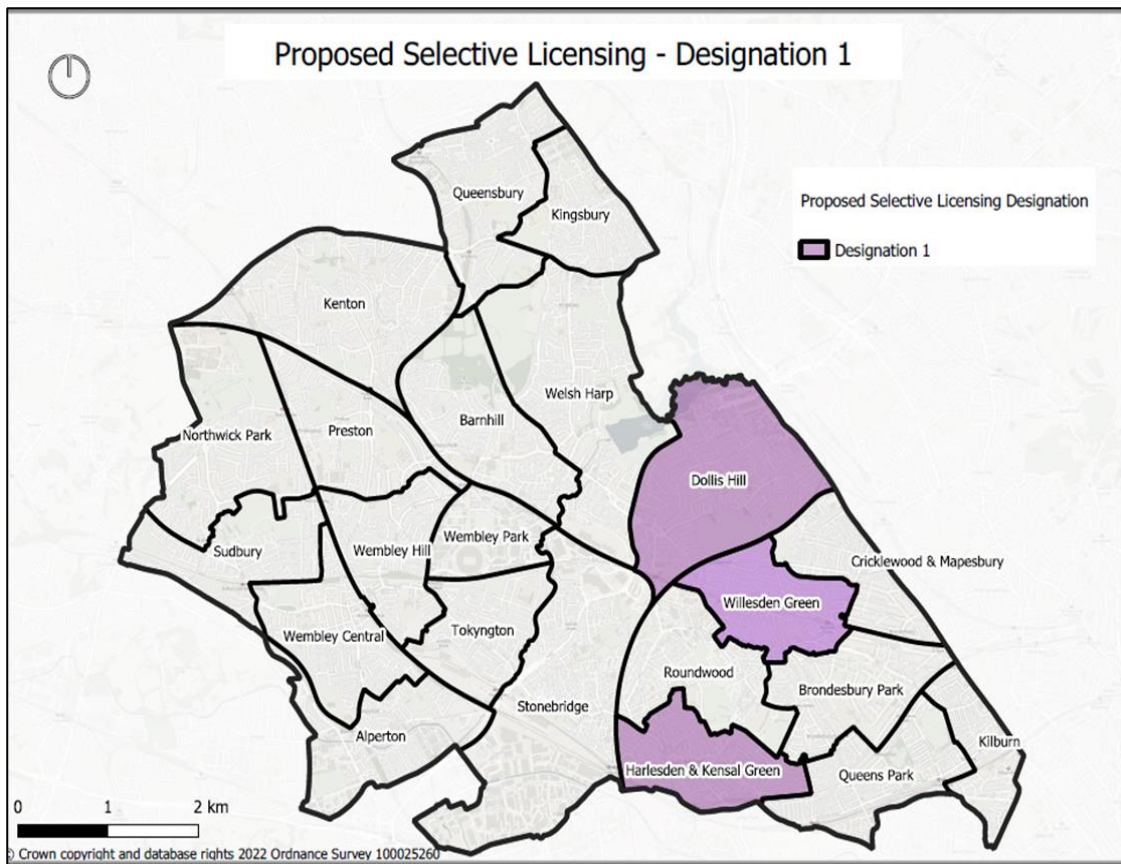 Proposed Selective Licensing - Designation 1
Queensbury
Kingsbury
Proposed Selective Licensing Designation
Designation 1
Kenton
Welsh Harp
Barnhill
Preston
Northwick Park
Dollis Hill
Wembley Park
Sudbury
Wembley Hill
Cricklewood & Mapesbury
Willesden Green
Wembley Central
Tokyngton
Roundwood
Brondesbury Park
Stonebridge
Alperton
Kilburn
Harlesden & Kensal Green
Queens Park
0 1 2 km
© Crown copyright and database rights 2022 Ordnance Survey 100025260